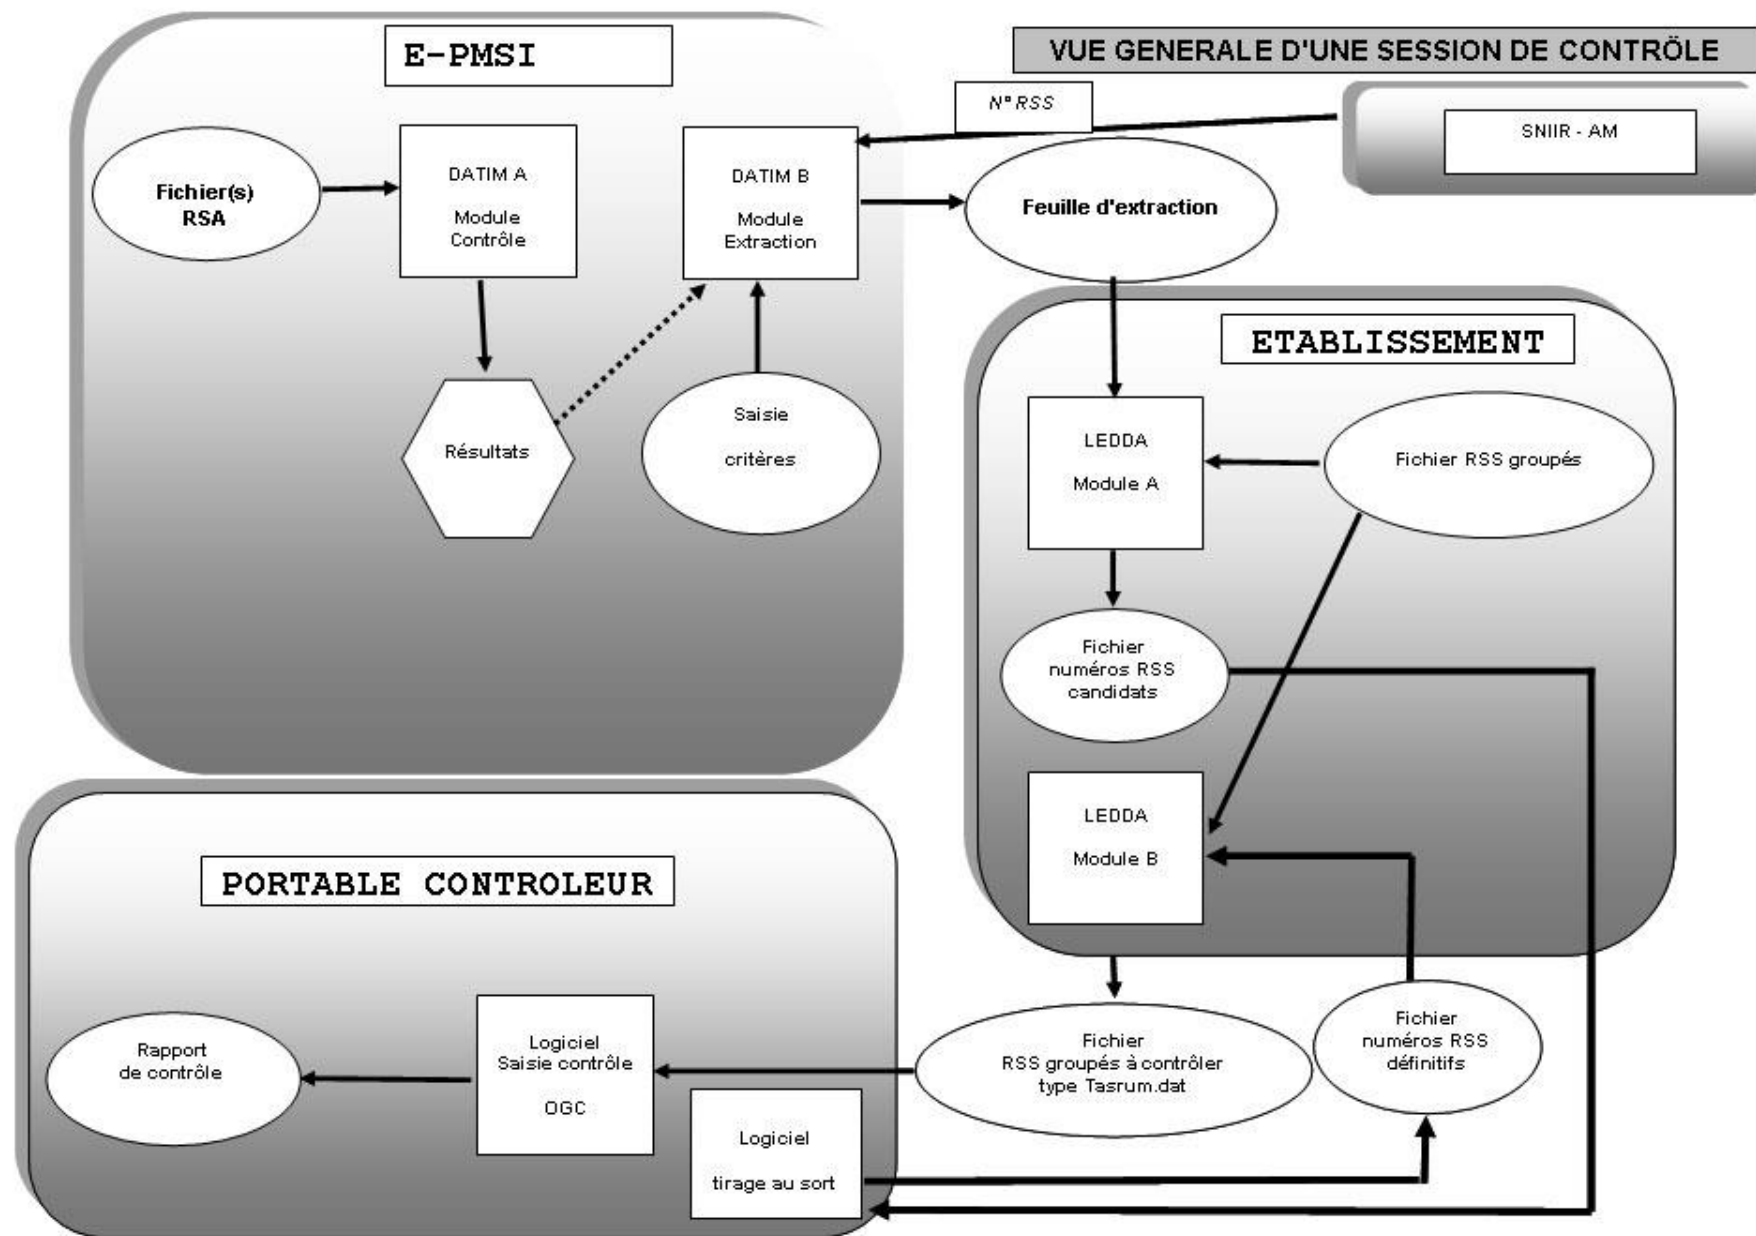 E-PMSI
VUE GENERALE D'UNE SESSION DE CONTRÔLE
N° RSS
SNIIR - AM
Fichier(s)
RSA
DATIM A
Module
Contrôle
DATIM B
Module
Extraction
Feuille d'extraction
Résultats
Saisie
critères
ETABLISSEMENT
LEDDA
Module A
Fichier RSS groupés
Fichier
numéros RSS
candidats
LEDDA
Module B
PORTABLE CONTROLEUR
Rapport
de contrôle
Logiciel
Saisie contrôle
OGC
Fichier
RSS groupés à contrôler
type Tasrum.dat
Fichier
numéros RSS
définitifs
Logiciel
tirage au sort